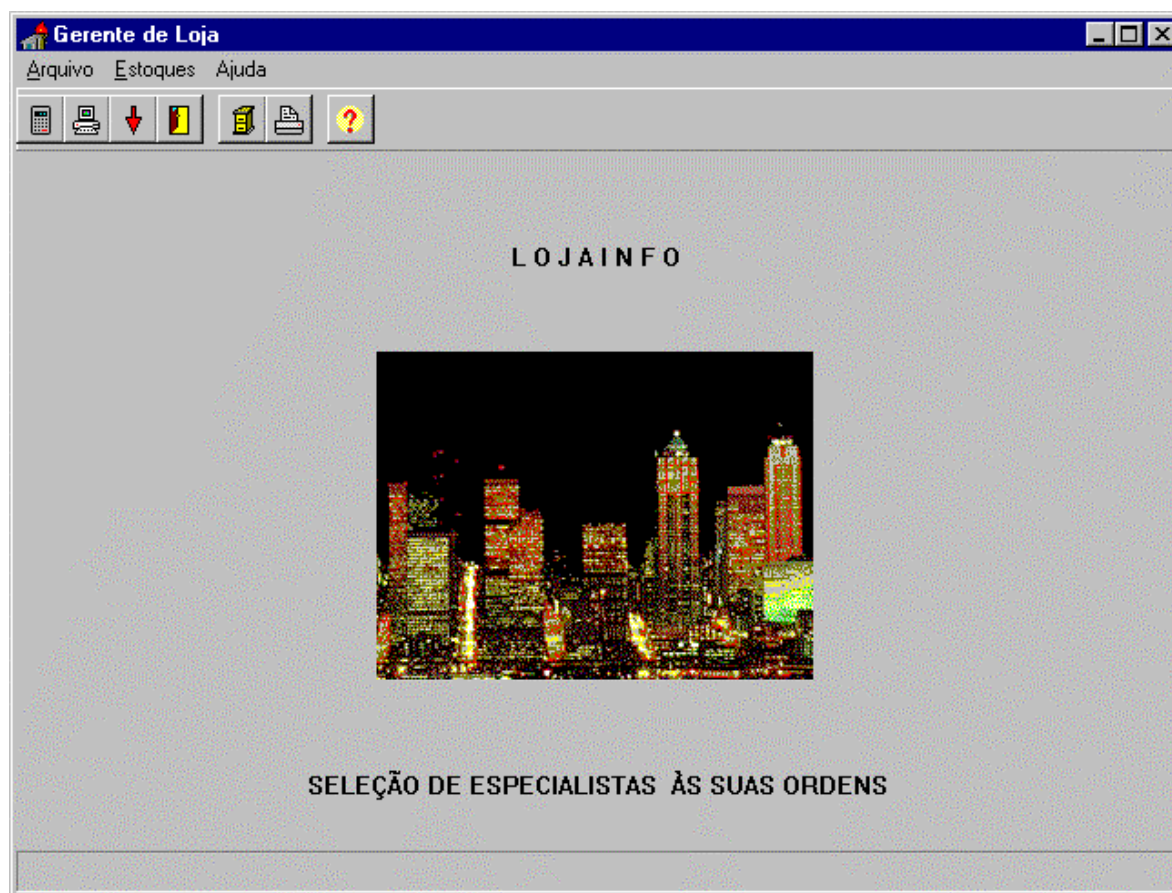 Gerente de Loja
Arquivo Estoques Ajuda
?
L O J A I N F O
SELEÇÃO DE ESPECIALISTAS ÀS SUAS ORDENS